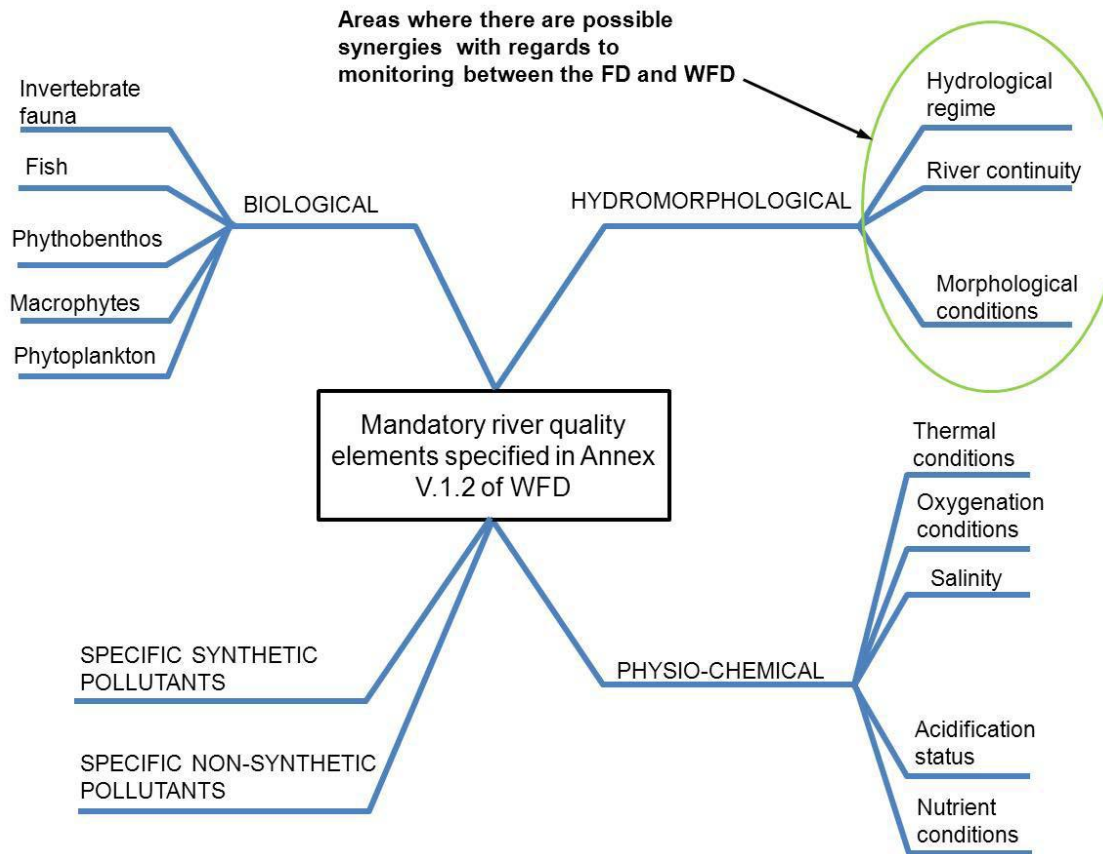 Areas where there are possible
synergies with regards to
monitoring between the FD and WFD
Invertebrate
fauna
Fish
Phythobenthos
Macrophytes
Phytoplankton
BIOLOGICAL
HYDROMORPHOLOGICAL
Hydrological
regime
River continuity
Morphological
conditions
Mandatory river quality
elements specified in Annex
V.1.2 of WFD
SPECIFIC SYNTHETIC
POLLUTANTS
SPECIFIC NON-SYNTHETIC
POLLUTANTS
PHYSIO-CHEMICAL
Thermal
conditions
Oxygenation
conditions
Salinity
Acidification
status
Nutrient
conditions